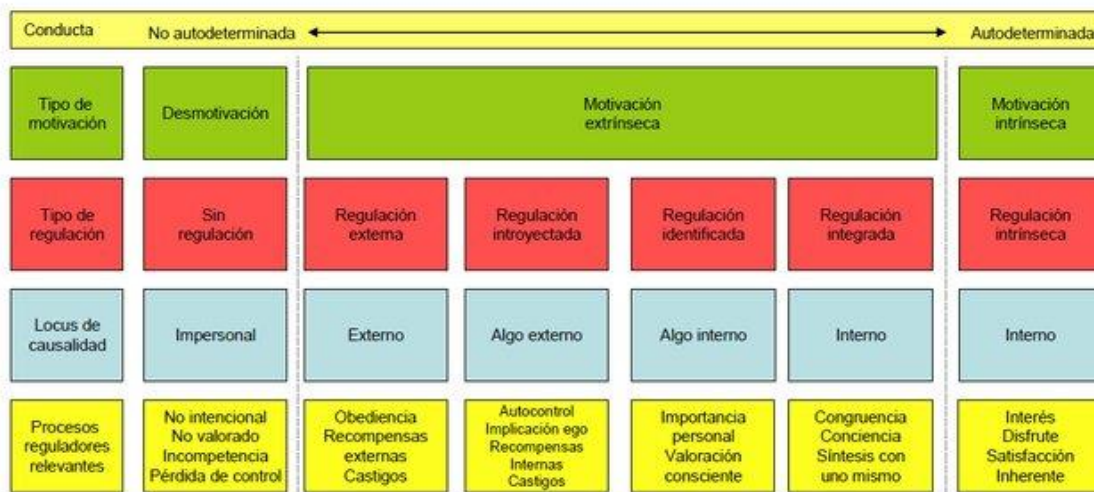 Conducta No autodeterminada Autodeterminada
Tipo de
motivación
Desmotivación
Motivación
extrínseca
Motivación
intrínseca
Tipo de
regulación
Sin
regulación
Regulación
externa
Regulación
introyectada
Regulación
identificada
Regulación
integrada
Regulación
intrínseca
Locus de
causalidad
Impersonal
Externo
Algo externo
Algo interno
Interno
Interno
Procesos
reguladores
relevantes
No intencional
No valorado
Incompetencia
Pérdida de control
Obediencia
Recompensas
externas
Castigos
Autocontrol
Implicación ego
Recompensas
Internas
Castigos
Importancia
personal
Valoración
consciente
Congruencia
Conciencia
Síntesis con
uno mismo
Interés
Disfrute
Satisfacción
Inherente